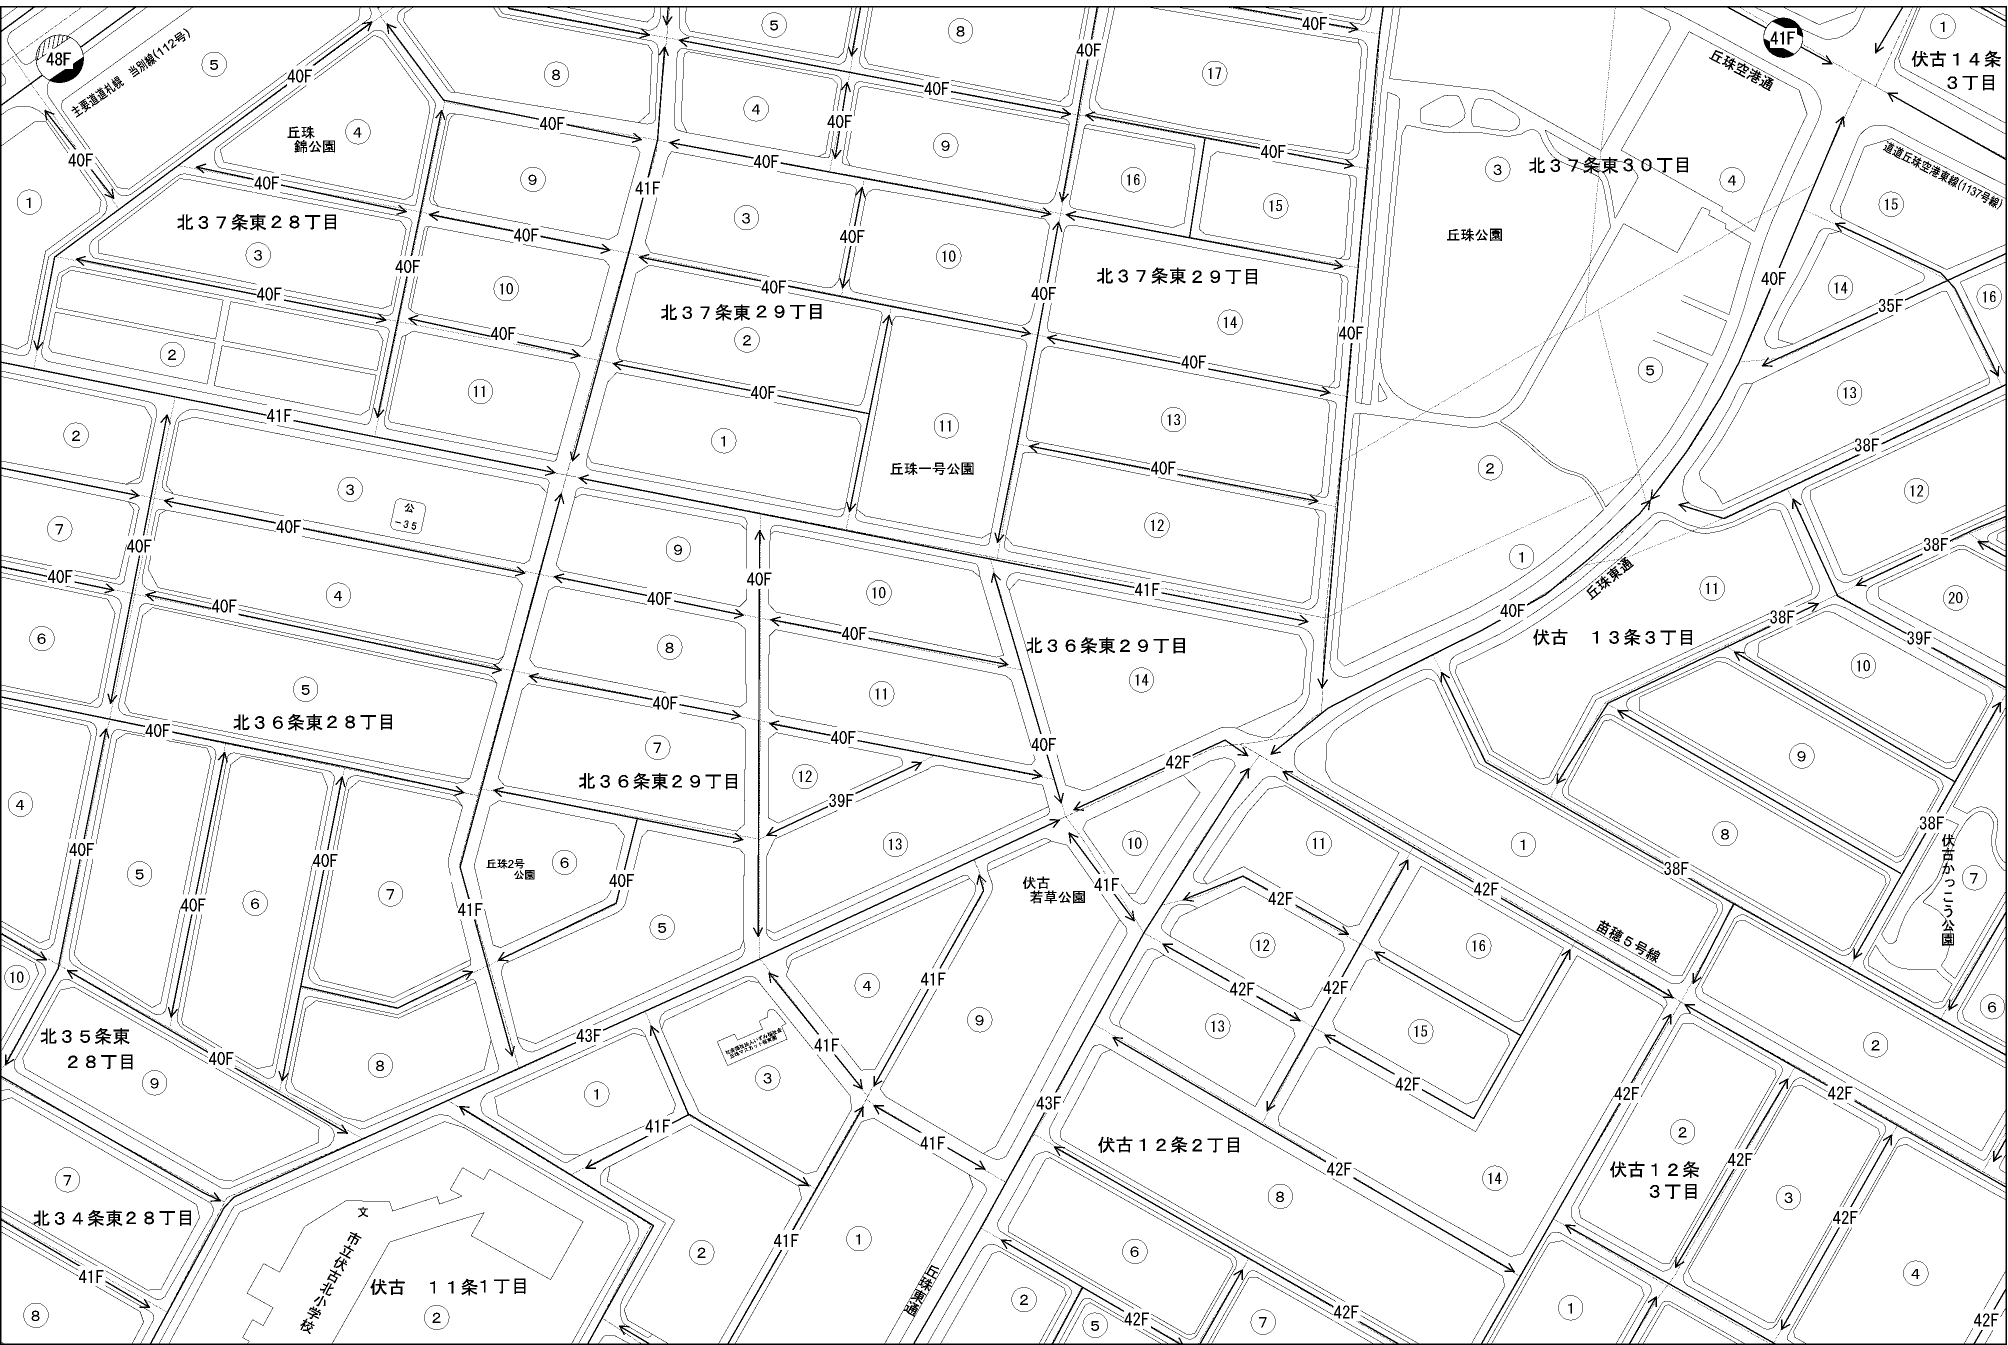 48F
主要道道札幌　当別線(112号)
⑤
40F
⑧
⑤
⑧
40F
40F
⑰
41F
丘珠空港通
①
伏古１４条
３丁目
丘珠
錦公園
④
40F
40F
④
40F
40F
⑨
40F
40F
③
北３７条東３０丁目
④
道道丘珠空港東線(1137号線)
①
40F
⑨
41F
40F
⑯
⑮
⑮
北３７条東２８丁目
③
40F
③
40F
⑩
丘珠公園
40F
⑩
40F
40F
北３７条東２９丁目
40F
⑭
⑯
②
40F
北３７条東２９丁目
②
40F
⑭
40F
35F
⑪
40F
40F
⑤
②
41F
①
⑪
⑬
⑬
丘珠一号公園
40F
②
38F
③
公
-35
⑫
⑫
⑦
40F
40F
⑨
40F
①
38F
40F
④
40F
40F
⑩
41F
丘珠東通
⑪
⑳
40F
⑥
⑧
40F
北３６条東２９丁目
40F
伏古　１３条３丁目
38F
39F
⑤
北３６条東２８丁目
40F
40F
⑪
⑭
⑩
⑦
40F
40F
⑨
北３６条東２９丁目
⑫
42F
④
39F
38F
⑧
40F
⑤
40F
⑥
40F
⑦
丘珠2号
公園
⑥
40F
⑬
伏古
若草公園
⑩
41F
⑪
①
38F
伏古かっこう公園
⑦
41F
⑤
42F
42F
苗穂５号線
⑩
④
41F
⑫
42F
⑯
42F
⑥
北３５条東
２８丁目
⑨
40F
⑧
43F
③
41F
⑨
⑬
⑮
②
①
41F
41F
43F
42F
42F
42F
⑦
北３４条東２８丁目
伏古１２条２丁目
42F
⑧
⑭
②
伏古１２条
３丁目
42F
③
42F
41F
文
市立伏古北小学校
伏古　１１条１丁目
②
②
41F
①
丘珠東通
⑥
④
⑧
②
⑤
42F
⑦
42F
①
42F